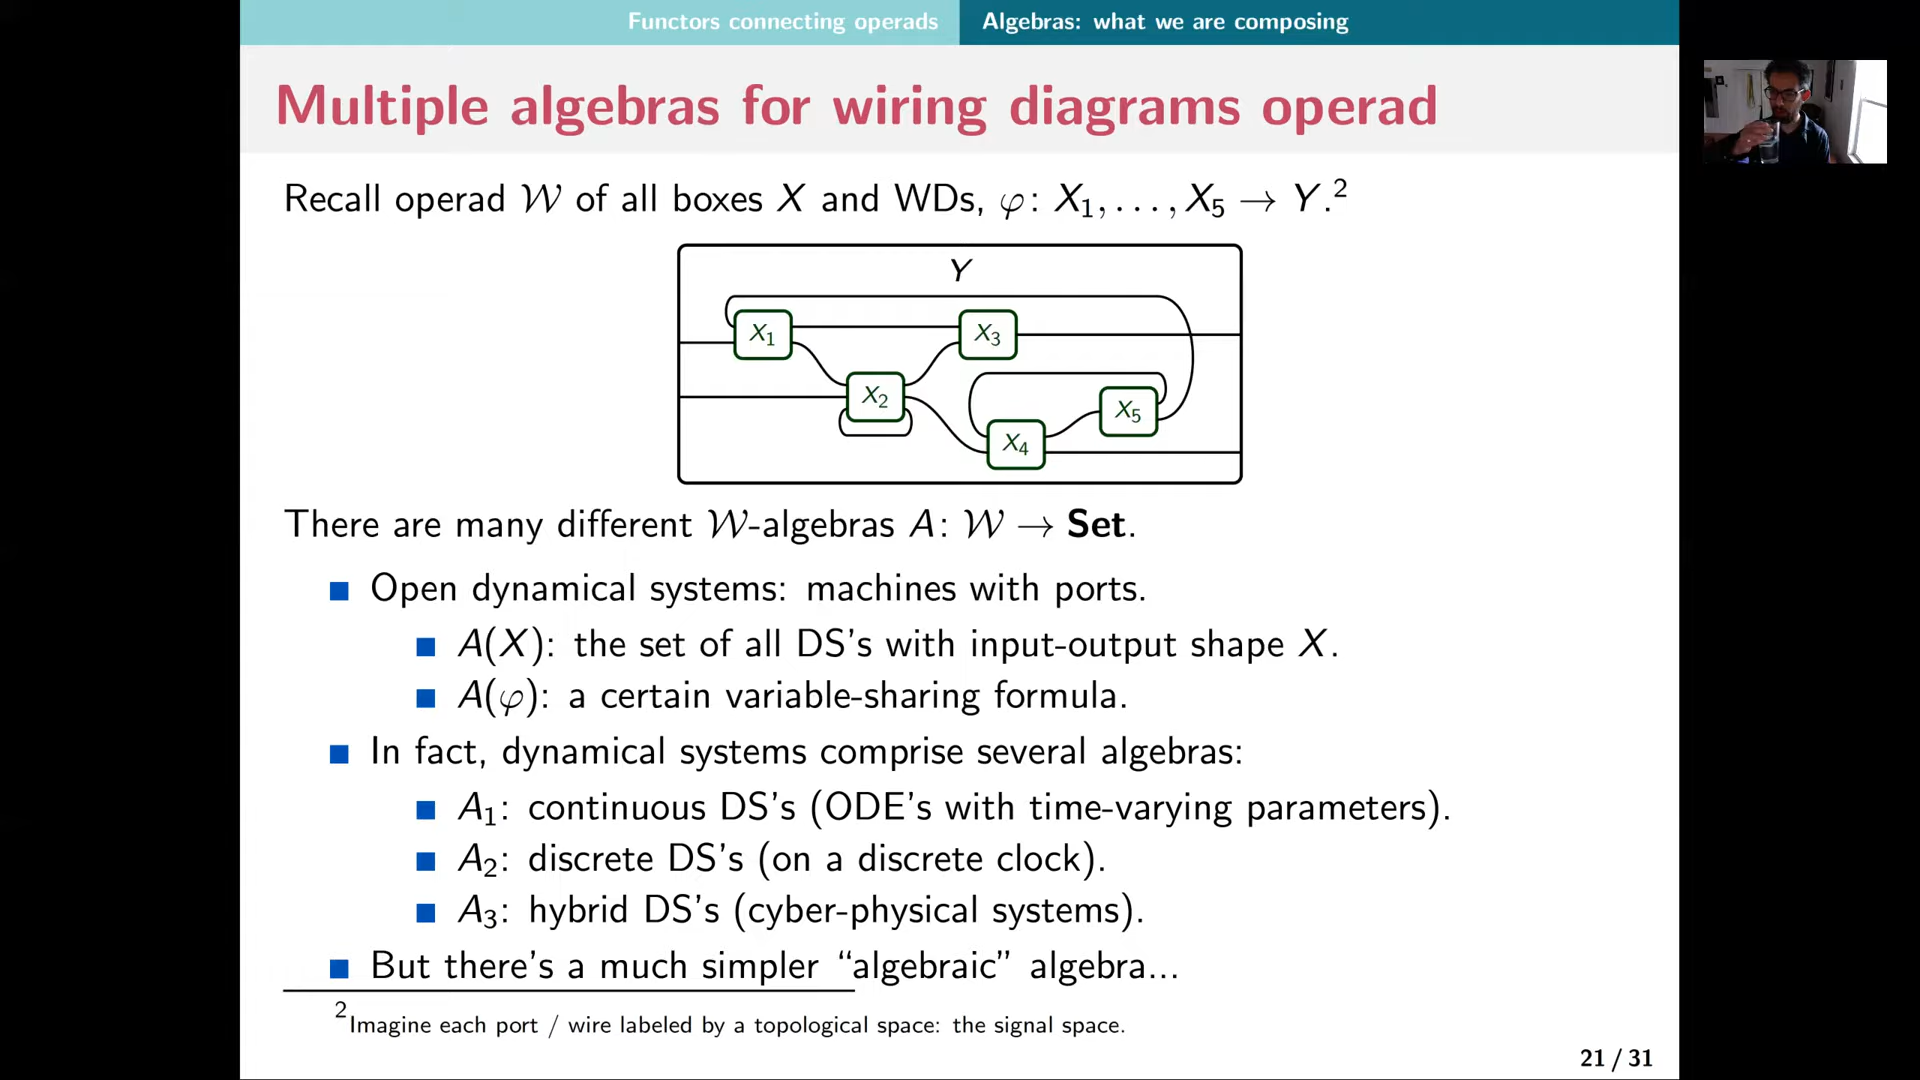 Functors connecting operads
Algebras: what we are composing
Multiple algebras for wiring diagrams operad
Recall operad 𝒲 of all boxes X and WDs, φ: X₁, . . . , X₅ → Y.²
Y
X₁
X₃
X₂
X₅
X₄
There are many different 𝒲-algebras A: 𝒲 → Set.
Open dynamical systems: machines with ports.
A(X): the set of all DS's with input-output shape X.
A(φ): a certain variable-sharing formula.
In fact, dynamical systems comprise several algebras:
A₁: continuous DS's (ODE's with time-varying parameters).
A₂: discrete DS's (on a discrete clock).
A₃: hybrid DS's (cyber-physical systems).
But there's a much simpler “algebraic” algebra...
²Imagine each port / wire labeled by a topological space: the signal space.
21 / 31